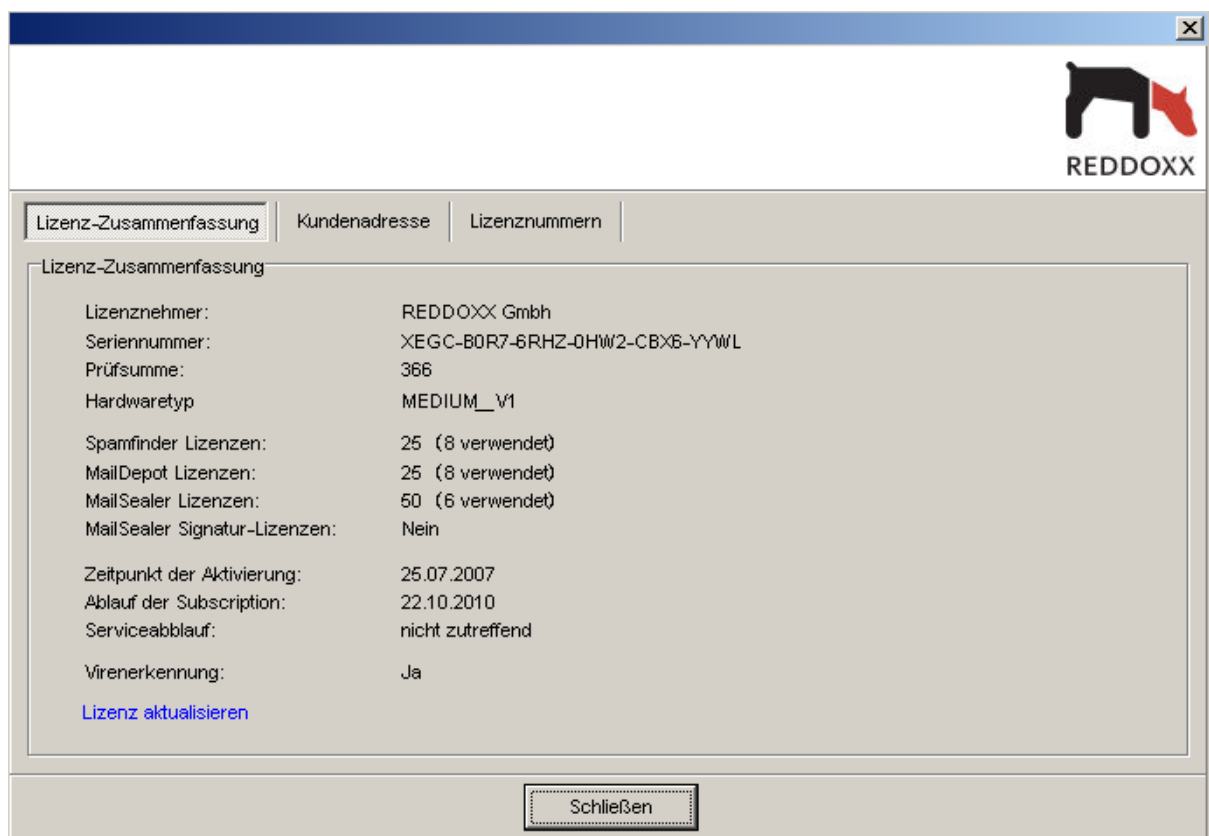 REDDOXX
Lizenz-Zusammenfassung Kundenadresse Lizenznummern
Lizenz-Zusammenfassung
Lizenznehmer: REDDOXX Gmbh
Seriennummer: XEGC-B0R7-6RHZ-0HW2-CBX6-YYWL
Prüfsumme: 366
Hardwaretyp MEDIUM__V1
Spamfinder Lizenzen: 25 (8 verwendet)
MailDepot Lizenzen: 25 (8 verwendet)
MailSealer Lizenzen: 50 (6 verwendet)
MailSealer Signatur-Lizenzen: Nein
Zeitpunkt der Aktivierung: 25.07.2007
Ablauf der Subscription: 22.10.2010
Serviceabblauf: nicht zutreffend
Virenerkennung: Ja
Lizenz aktualisieren
Schließen